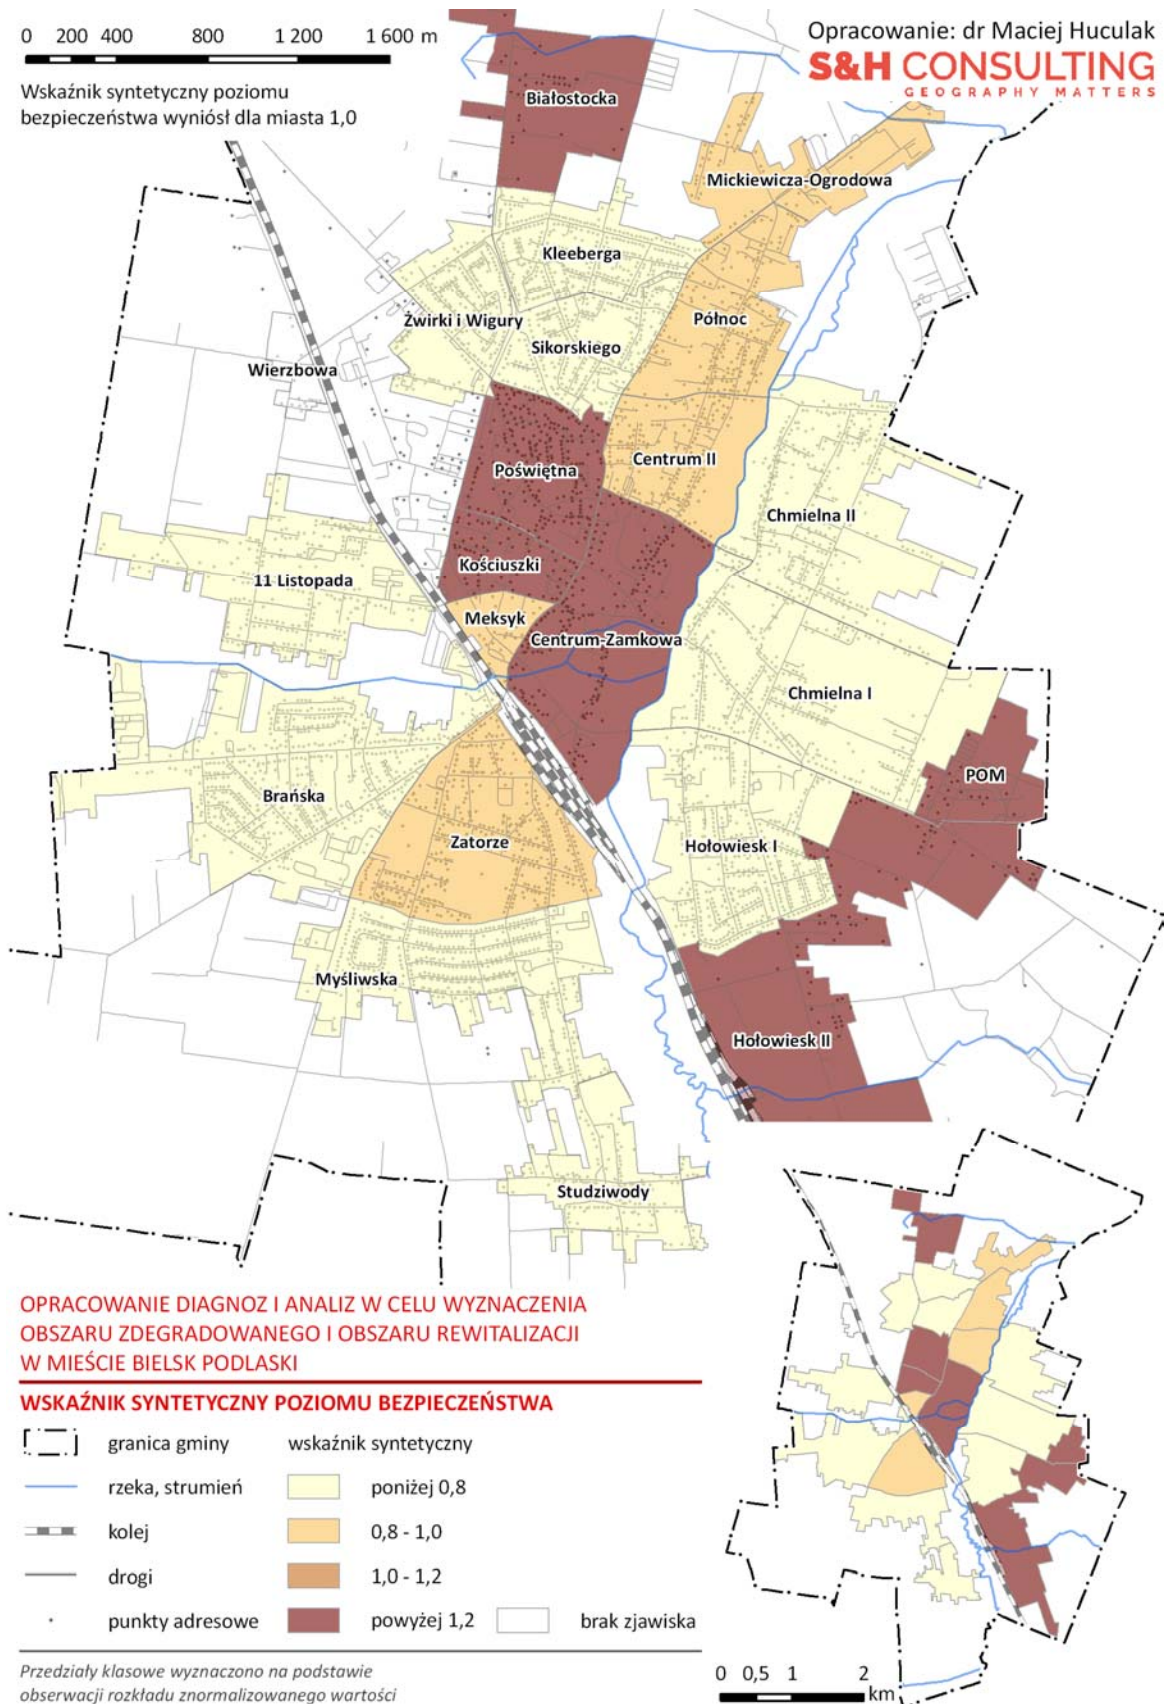 0 200 400 800 1 200 1 600 m
Opracowanie: dr Maciej Huculak
S&H CONSULTING
GEOGRAPHY MATTERS
Wskaźnik syntetyczny poziomu
bezpieczeństwa wyniósł dla miasta 1,0
Białostocka
Mickiewicza-Ogrodowa
Kleeberga
Żwirki i Wigury
Północ
Sikorskiego
Wierzbowa
Poświętna
Centrum II
Chmielna II
Kościuszki
11 Listopada
Meksyk
Centrum-Zamkowa
Chmielna I
POM
Brańska
Zatorze
Hołowiesk I
Myśliwska
Hołowiesk II
Studziwody
OPRACOWANIE DIAGNOZ I ANALIZ W CELU WYZNACZENIA
OBSZARU ZDEGRADOWANEGO I OBSZARU REWITALIZACJI
W MIEŚCIE BIELSK PODLASKI
WSKAŹNIK SYNTETYCZNY POZIOMU BEZPIECZEŃSTWA
granica gminy wskaźnik syntetyczny
rzeka, strumień poniżej 0,8
kolej 0,8 - 1,0
drogi 1,0 - 1,2
punkty adresowe powyżej 1,2 brak zjawiska
Przedziały klasowe wyznaczono na podstawie
obserwacji rozkładu znormalizowanego wartości
0 0,5 1 2
km